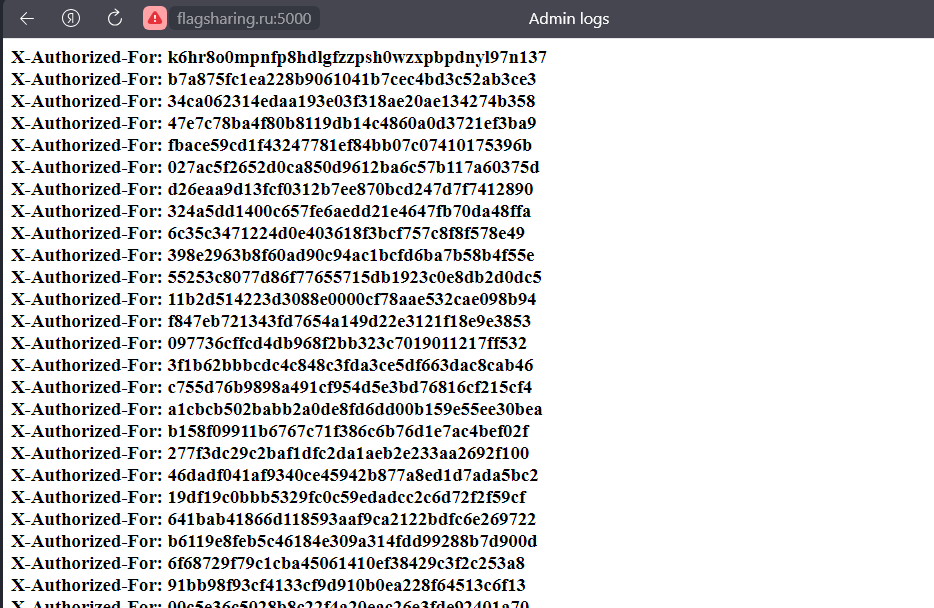 flagsharing.ru:5000
Admin logs
X-Authorized-For: k6hr8o0mpnfp8hdlgfzzpsh0wzxpbpdnyl97n137
X-Authorized-For: b7a875fc1ea228b9061041b7cec4bd3c52ab3ce3
X-Authorized-For: 34ca062314edaa193e03f318ae20ae134274b358
X-Authorized-For: 47e7c78ba4f80b8119db14c4860a0d3721ef3ba9
X-Authorized-For: fbace59cd1f43247781ef84bb07c07410175396b
X-Authorized-For: 027ac5f2652d0ca850d9612ba6c57b117a60375d
X-Authorized-For: d26eaa9d13fcf0312b7ee870bcd247d7f7412890
X-Authorized-For: 324a5dd1400c657fe6aedd21e4647fb70da48ffa
X-Authorized-For: 6c35c3471224d0e403618f3bcf757c8f8f578e49
X-Authorized-For: 398e2963b8f60ad90c94ac1bcfd6ba7b58b4f55e
X-Authorized-For: 55253c8077d86f77655715db1923c0e8db2d0dc5
X-Authorized-For: 11b2d514223d3088e0000cf78aae532cae098b94
X-Authorized-For: f847eb721343fd7654a149d22e3121f18e9e3853
X-Authorized-For: 097736cffcd4db968f2bb323c7019011217ff532
X-Authorized-For: 3f1b62bbbcdc4c848c3fda3ce5df663dac8cab46
X-Authorized-For: c755d76b9898a491cf954d5e3bd76816cf215cf4
X-Authorized-For: a1cbcb502babb2a0de8fd6dd00b159e55ee30bea
X-Authorized-For: b158f09911b6767c71f386c6b76d1e7ac4bef02f
X-Authorized-For: 277f3dc29c2baf1dfc2da1aeb2e233aa2692f100
X-Authorized-For: 46dadf041af9340ce45942b877a8ed1d7ada5bc2
X-Authorized-For: 19df19c0bbb5329fc0c59edadcc2c6d72f2f59cf
X-Authorized-For: 641bab41866d118593aaf9ca2122bdfc6e269722
X-Authorized-For: b6119e8feb5c46184e309a314fdd99288b7d900d
X-Authorized-For: 6f68729f79c1cba45061410ef38429c3f2c253a8
X-Authorized-For: 91bb98f93cf4133cf9d910b0ea228f64513c6f13
X-Authorized-For: